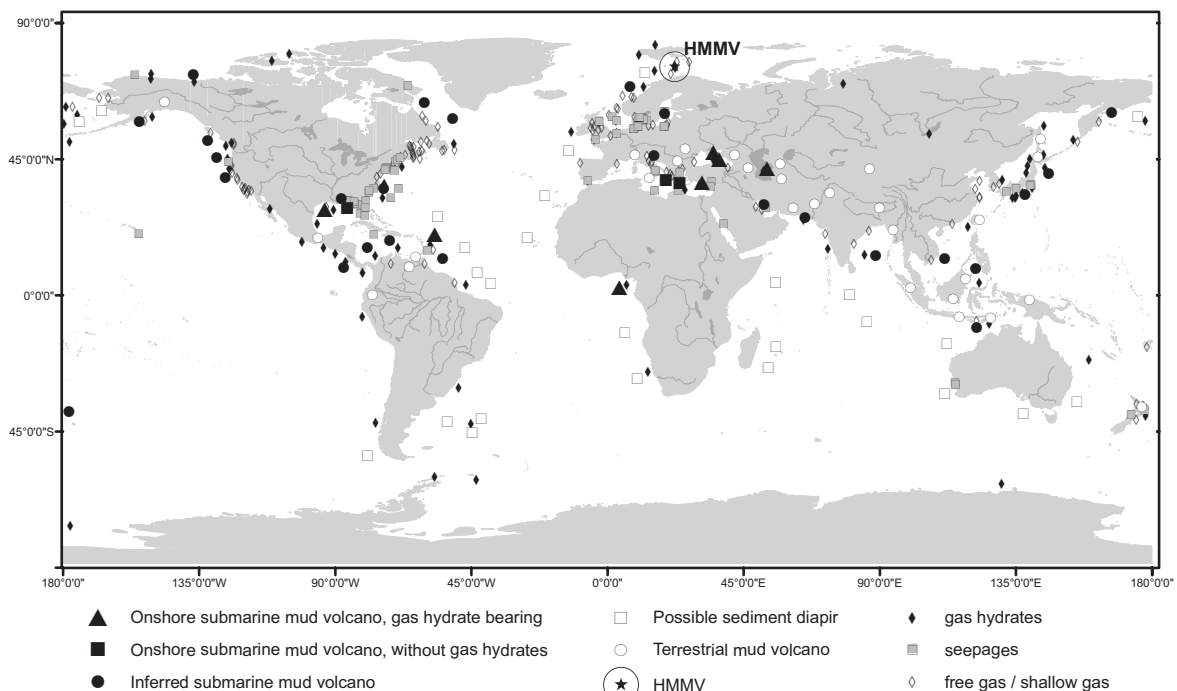 90°0'0"
HMMV
45°0'0"N
0°0'0"
45°0'0"S
180°0'0"0" 135°0'0"W 90°0'0"W 45°0'0"W 0°0'0" 45°0'0"E 90°0'0"E 135°0'0"E 180°0'0"
Onshore submarine mud volcano, gas hydrate bearing Possible sediment diapir gas hydrates
Onshore submarine mud volcano, without gas hydrates Terrestrial mud volcano seepages
Inferred submarine mud volcano HMMV free gas / shallow gas